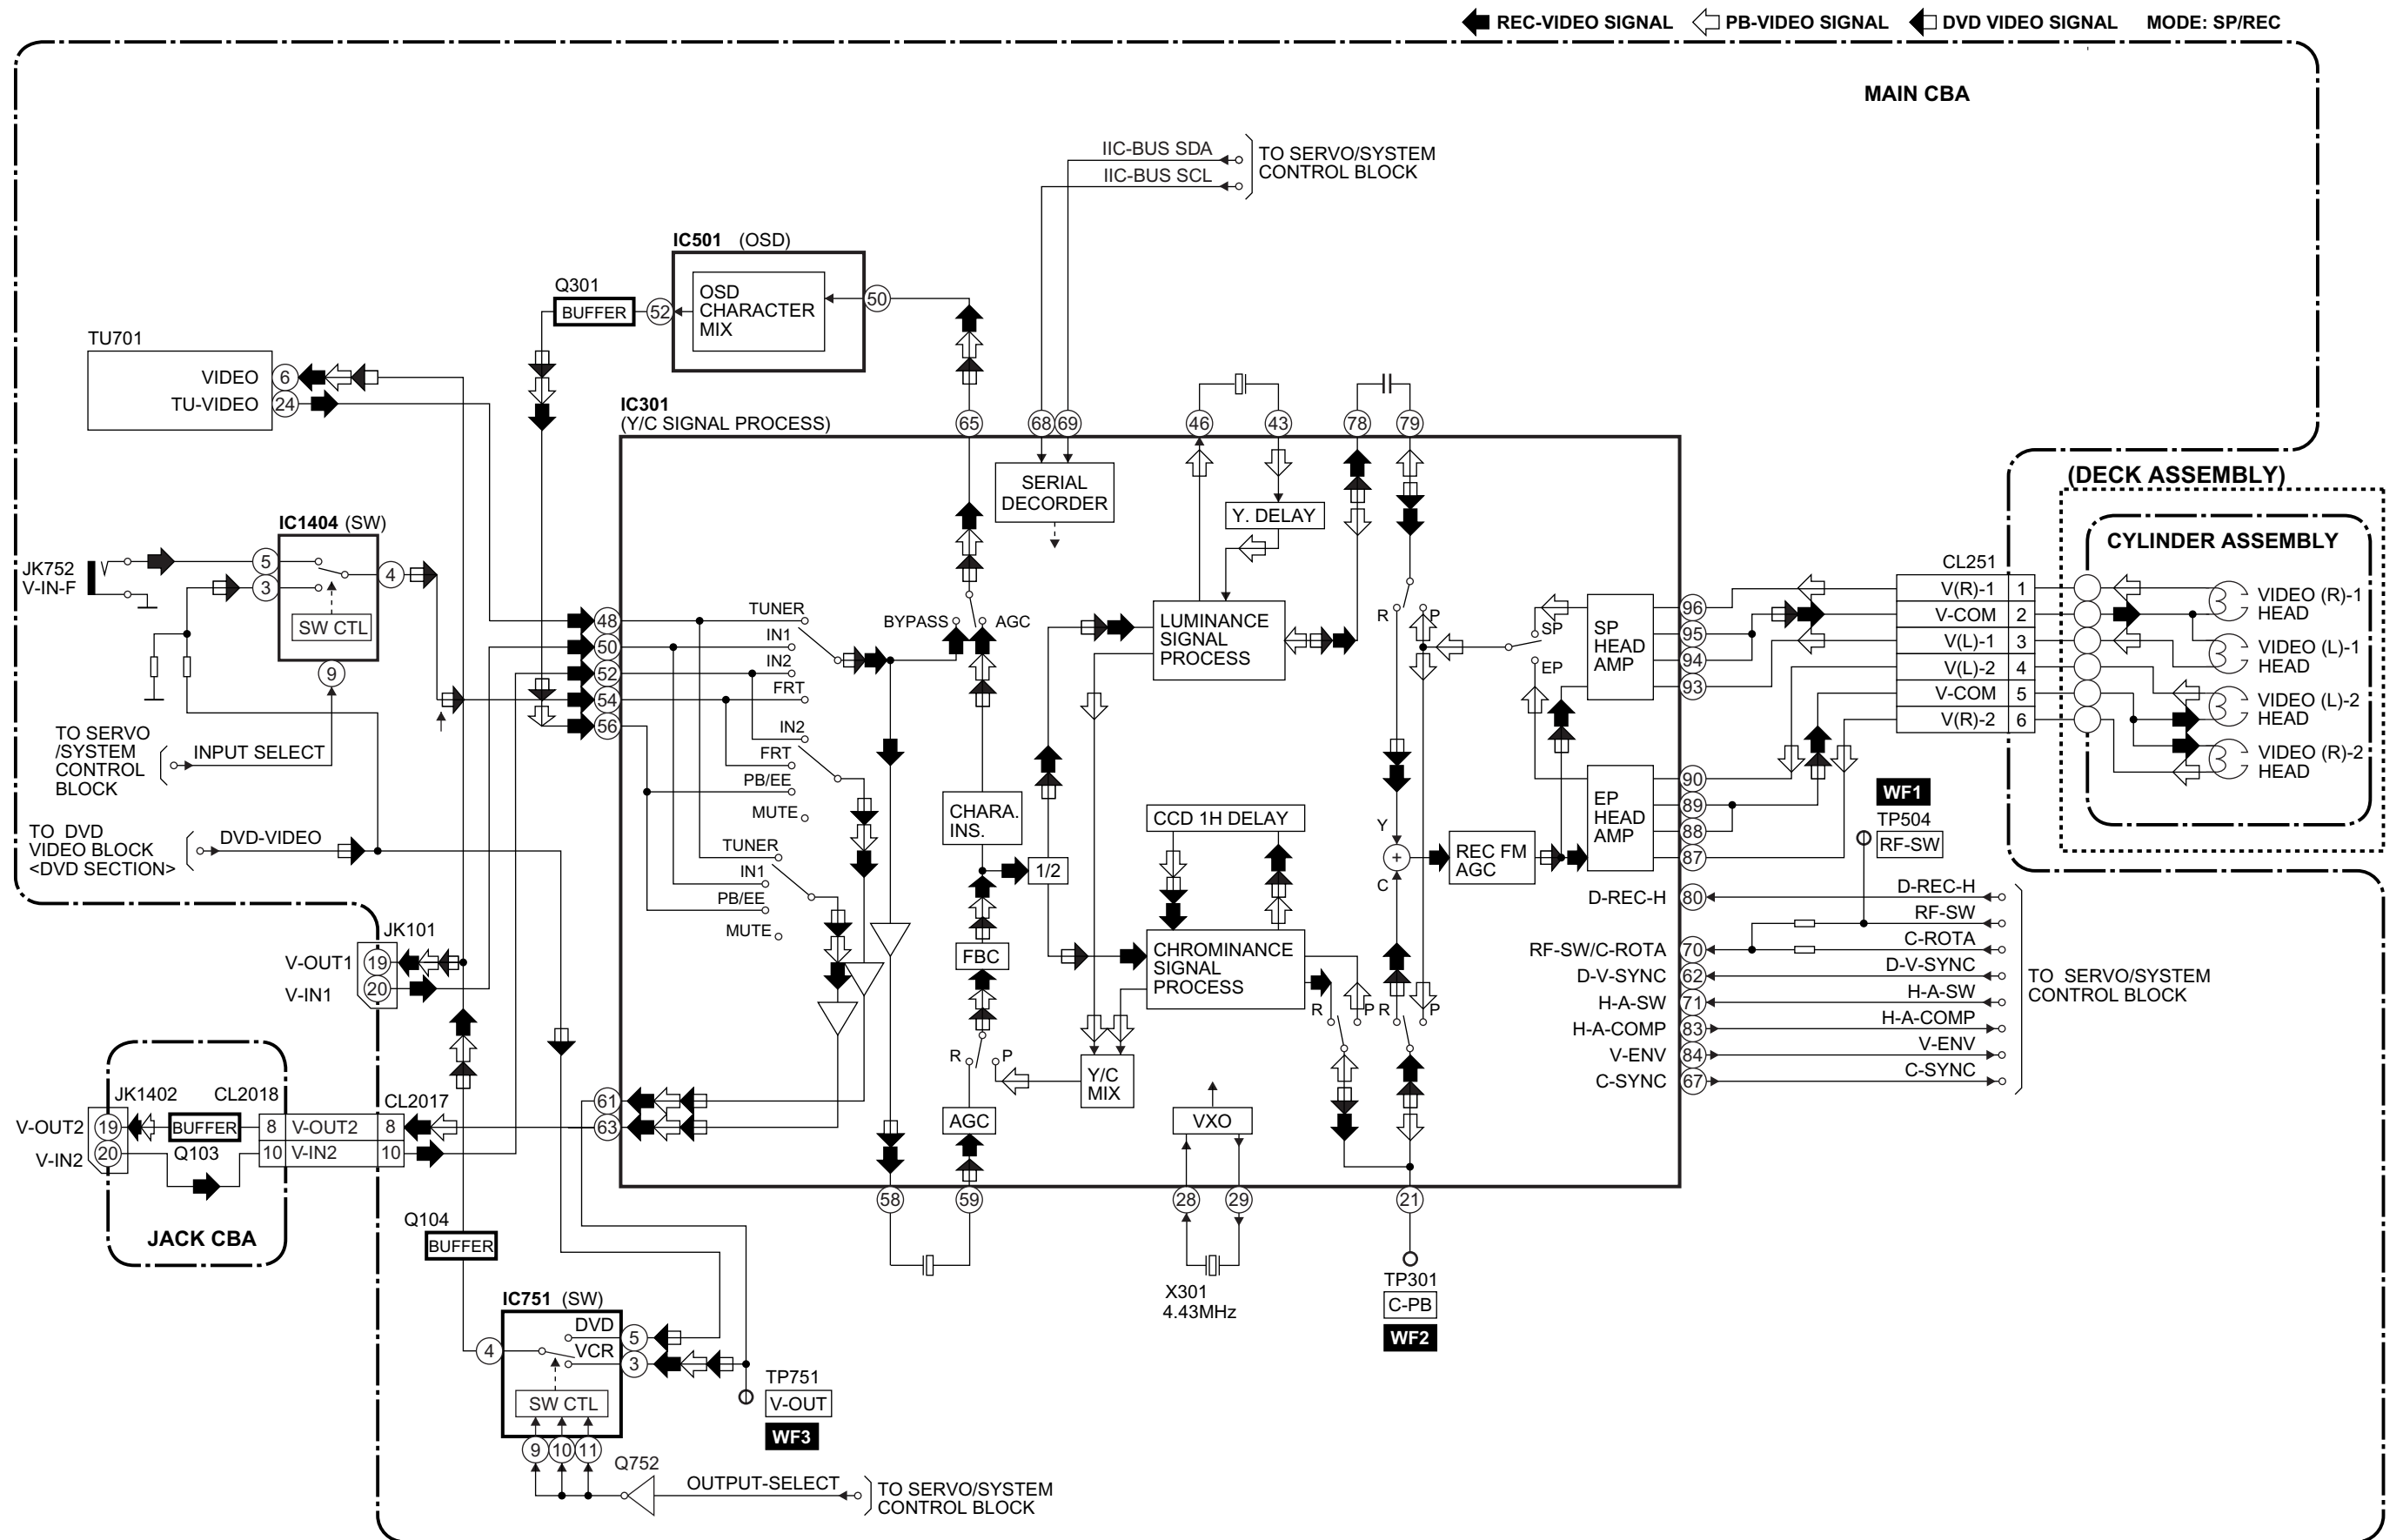 REC-VIDEO SIGNAL PB-VIDEO SIGNAL DVD VIDEO SIGNAL MODE: SP/REC
MAIN CBA
IIC-BUS SDA
IIC-BUS SCL
TO SERVO/SYSTEM
CONTROL BLOCK
IC501 (OSD)
OSD
CHARACTER
MIX
50
52
Q301
BUFFER
TU701
VIDEO 6
TU-VIDEO 24
IC301
(Y/C SIGNAL PROCESS)
65
68
69
46
43
78
79
SERIAL
DECORDER
Y. DELAY
(DECK ASSEMBLY)
CYLINDER ASSEMBLY
IC1404 (SW)
JK752
V-IN-F
5
3
4
SW CTL
9
TO SERVO
/SYSTEM
CONTROL
BLOCK
INPUT SELECT
TO DVD
VIDEO BLOCK
<DVD SECTION>
DVD-VIDEO
48
50
52
54
56
TUNER
IN1
IN2
FRT
IN2
FRT
PB/EE
MUTE
TUNER
IN1
PB/EE
MUTE
BYPASS
AGC
LUMINANCE
SIGNAL
PROCESS
R
P
SP
EP
SP
HEAD
AMP
96
95
94
93
CL251
V(R)-1 1
V-COM 2
V(L)-1 3
V(L)-2 4
V-COM 5
V(R)-2 6
VIDEO (R)-1
HEAD
VIDEO (L)-1
HEAD
VIDEO (L)-2
HEAD
VIDEO (R)-2
HEAD
CHARA.
INS.
CCD 1H DELAY
1/2
Y
+
C
REC FM
AGC
EP
HEAD
AMP
90
89
88
87
WF1
TP504
RF-SW
FBC
CHROMINANCE
SIGNAL
PROCESS
R
P
R
P
D-REC-H 80 D-REC-H
RF-SW
RF-SW/C-ROTA 70 C-ROTA
D-V-SYNC 62 D-V-SYNC
H-A-SW 71 H-A-SW
H-A-COMP 83 H-A-COMP
V-ENV 84 V-ENV
C-SYNC 67 C-SYNC
TO SERVO/SYSTEM
CONTROL BLOCK
JK101
V-OUT1 19
V-IN1 20
R
P
Y/C
MIX
AGC
VXO
JK1402
CL2018
CL2017
V-OUT2 19
BUFFER
8 V-OUT2 8
V-IN2 20
Q103
10 V-IN2 10
JACK CBA
61
63
58
59
28
29
21
Q104
BUFFER
X301
4.43MHz
TP301
C-PB
WF2
IC751 (SW)
DVD
5
4
VCR
3
SW CTL
9
10
11
TP751
V-OUT
WF3
Q752
OUTPUT-SELECT
TO SERVO/SYSTEM
CONTROL BLOCK